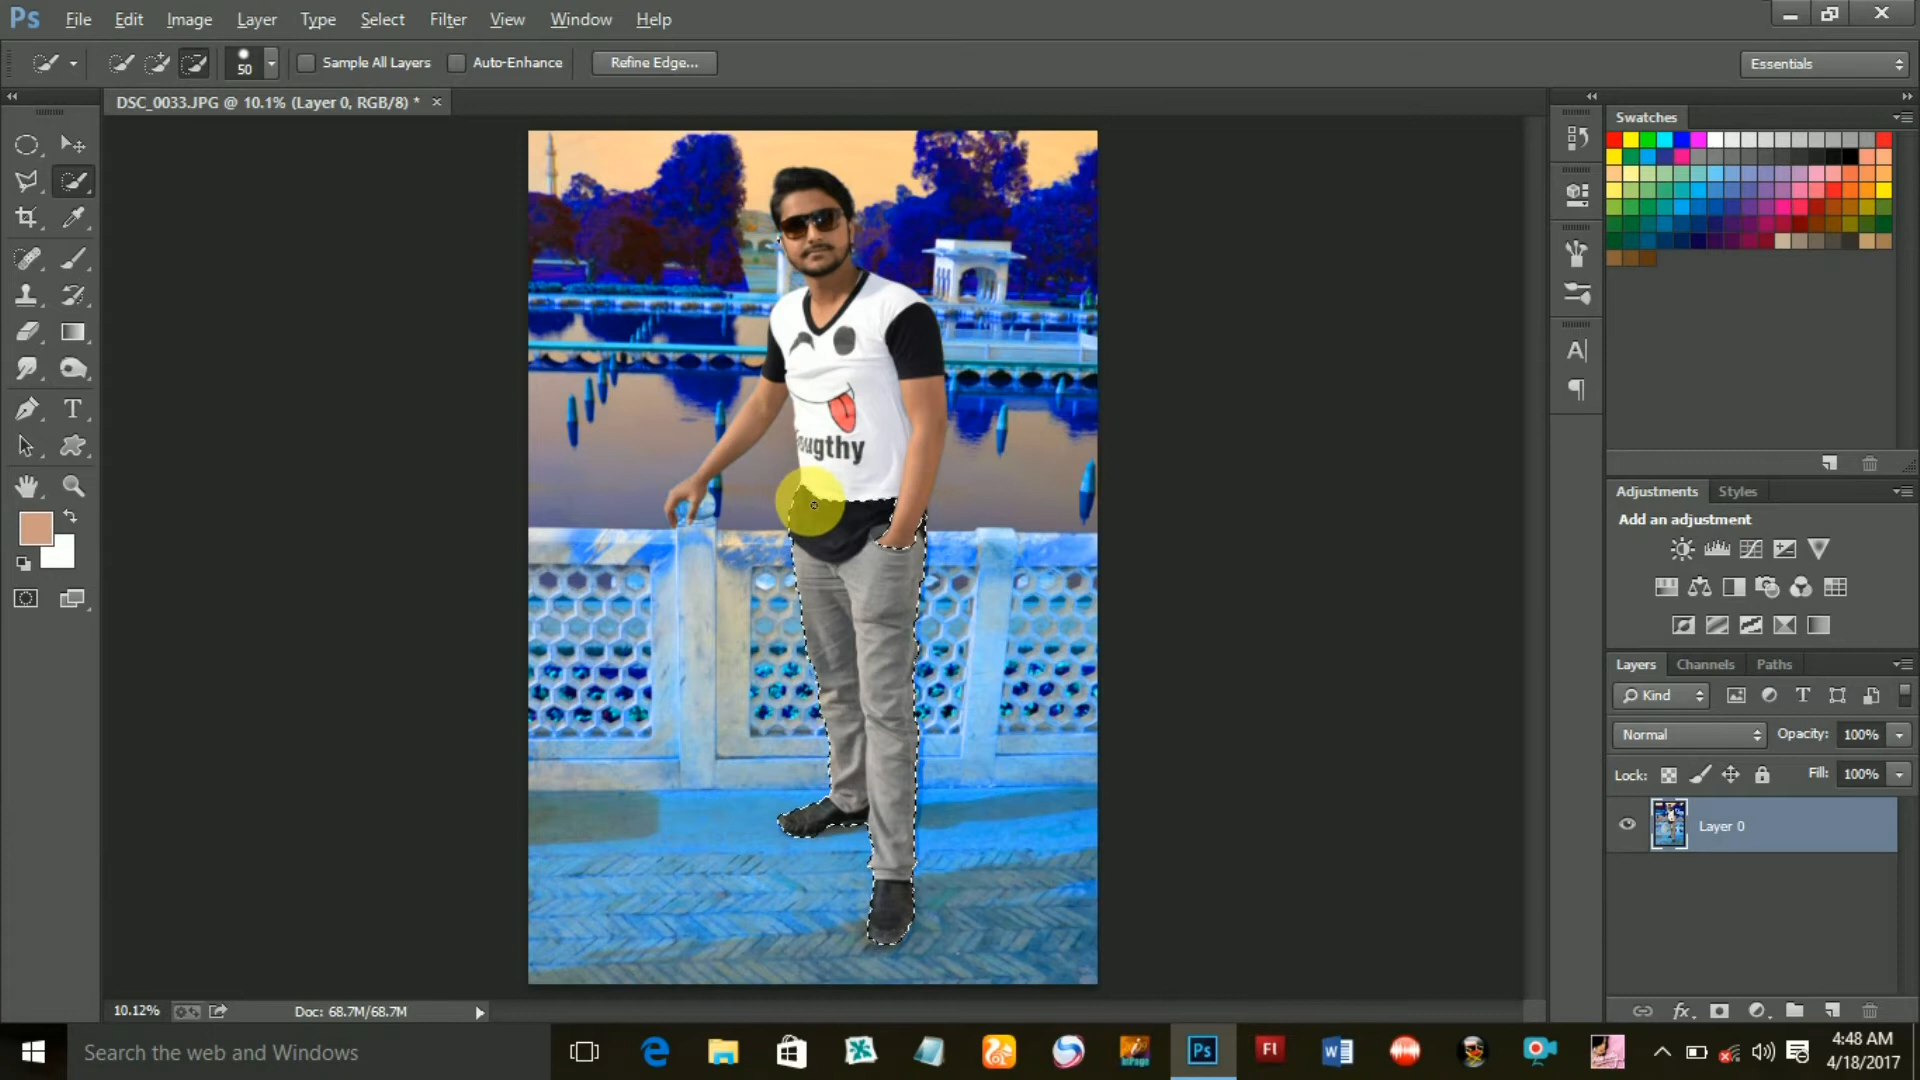 Ps File Edit Image Layer Type Select Filter View Window Help
50 Sample All Layers Auto-Enhance Refine Edge... Essentials
DSC_0033.JPG @ 10.1% (Layer 0, RGB/8) * ×
Swatches
ougthy
Adjustments Styles
Add an adjustment
Layers Channels Paths
Kind
Normal Opacity: 100%
Lock: Fill: 100%
Layer 0
10.12% Doc: 68.7M/68.7M
Search the web and Windows
Ps Fl
4:48 AM
4/18/2017